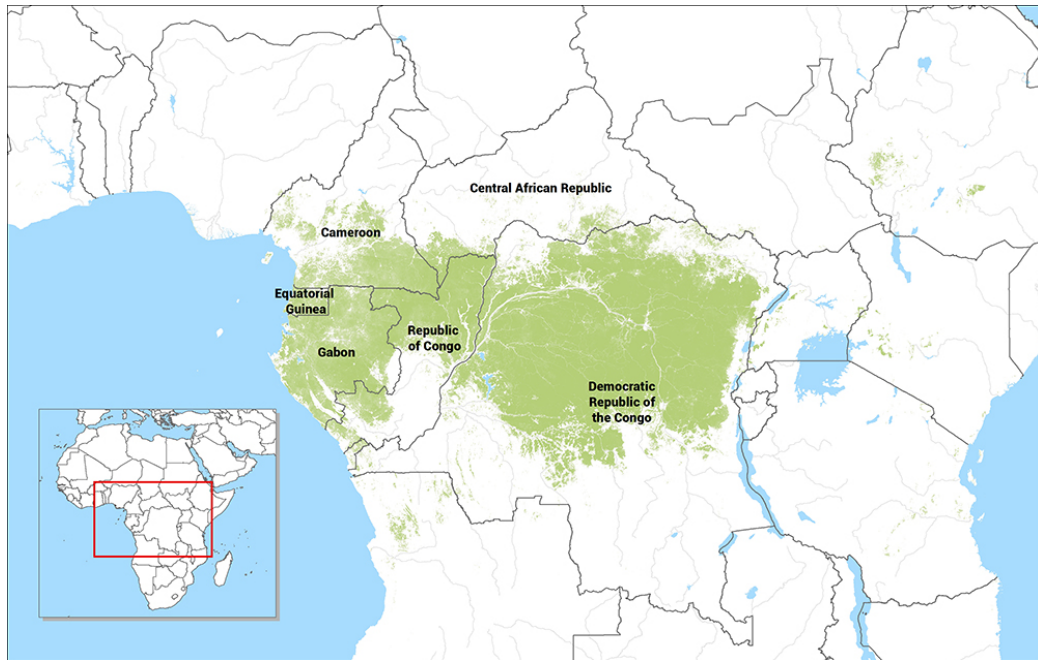 Central African Republic
Cameroon
Equatorial
Guinea
Republic
of Congo
Gabon
Democratic
Republic of
the Congo